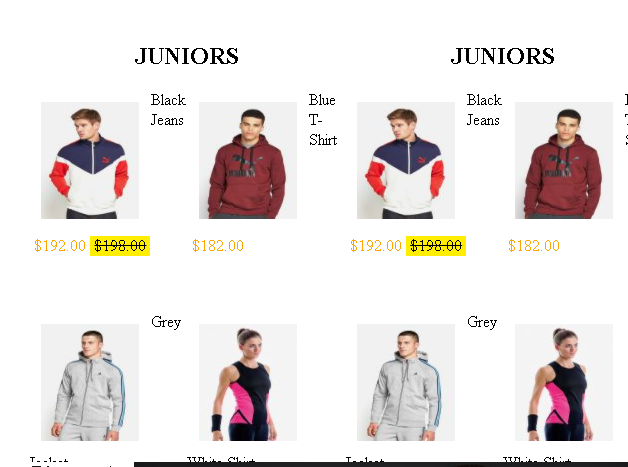 JUNIORS JUNIORS
Black Blue Black
Jeans T- Jeans
Shirt
$192.00 $198.00 $182.00 $192.00 $198.00 $182.00
Grey Grey
Jacket White Shirt Jacket White Shirt